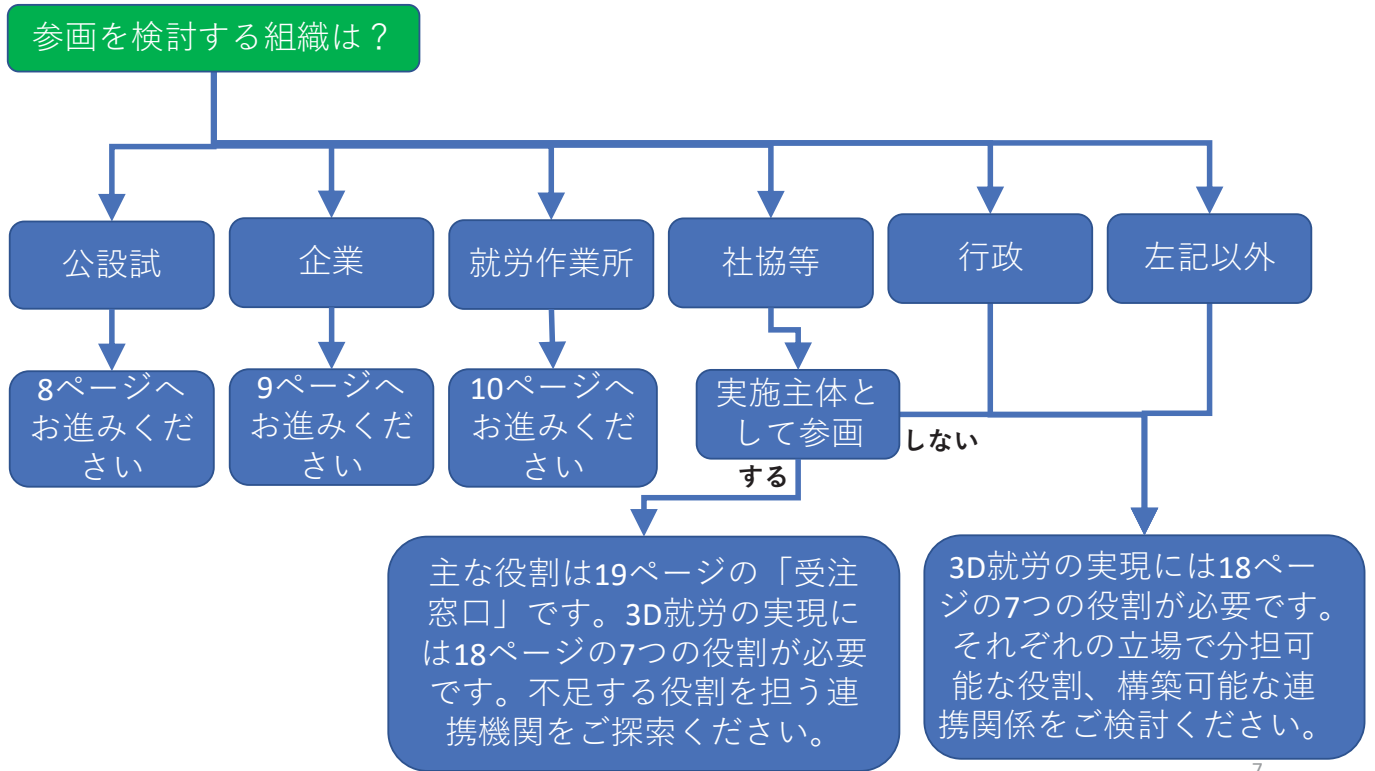 参画を検討する組織は？
公設試
企業
就労作業所
社協等
行政
左記以外
8ページへ
お進みくだ
さい
9ページへ
お進みくだ
さい
10ページへ
お進みくだ
さい
実施主体と
して参画
しない
する
主な役割は19ページの「受注
窓口」です。3D就労の実現に
は18ページの7つの役割が必要
です。不足する役割を担う連
携機関をご探索ください。
3D就労の実現には18ペー
ジの7つの役割が必要です。
それぞれの立場で分担可
能な役割、構築可能な連
携関係をご検討ください。
7